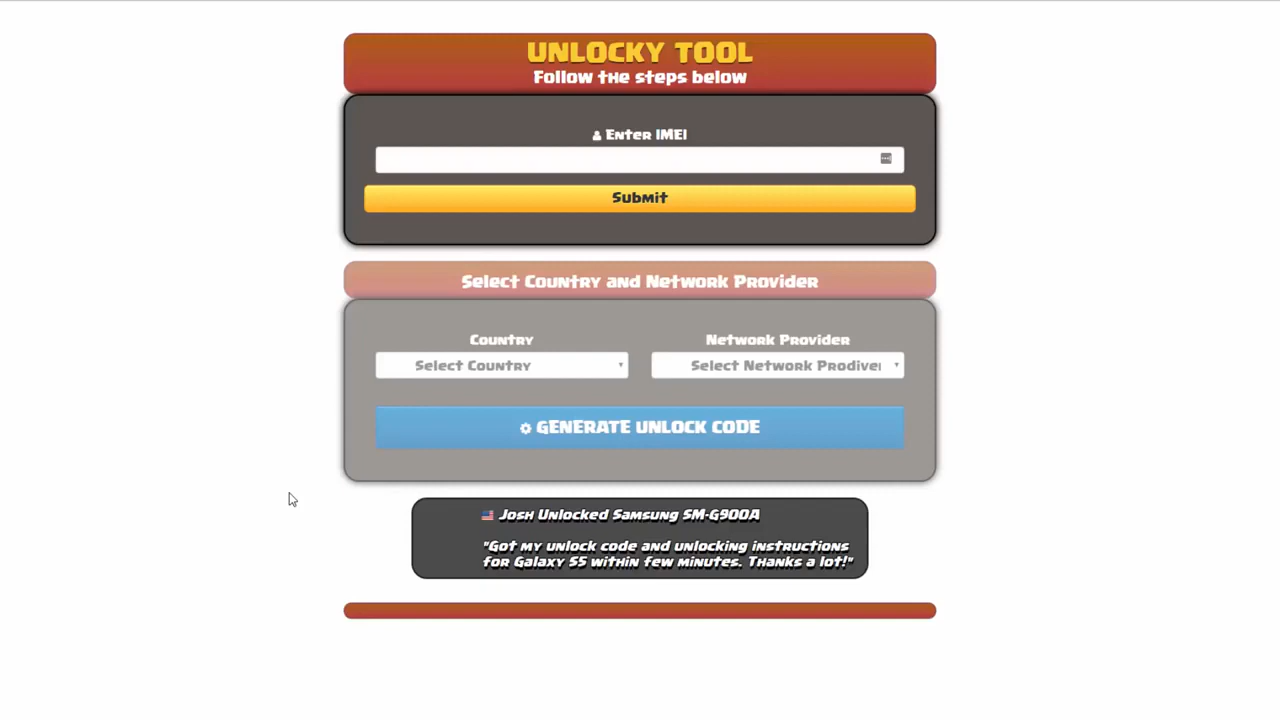 UNLOCKY TOOL
Follow the steps below
Enter IMEI
Submit
Select Country and Network Provider
Country Network Provider
Select Country Select Network Prodiver
GENERATE UNLOCK CODE
Josh Unlocked Samsung SM-G900A
"Got my unlock code and unlocking instructions
for Galaxy S5 within few minutes. Thanks a lot!"